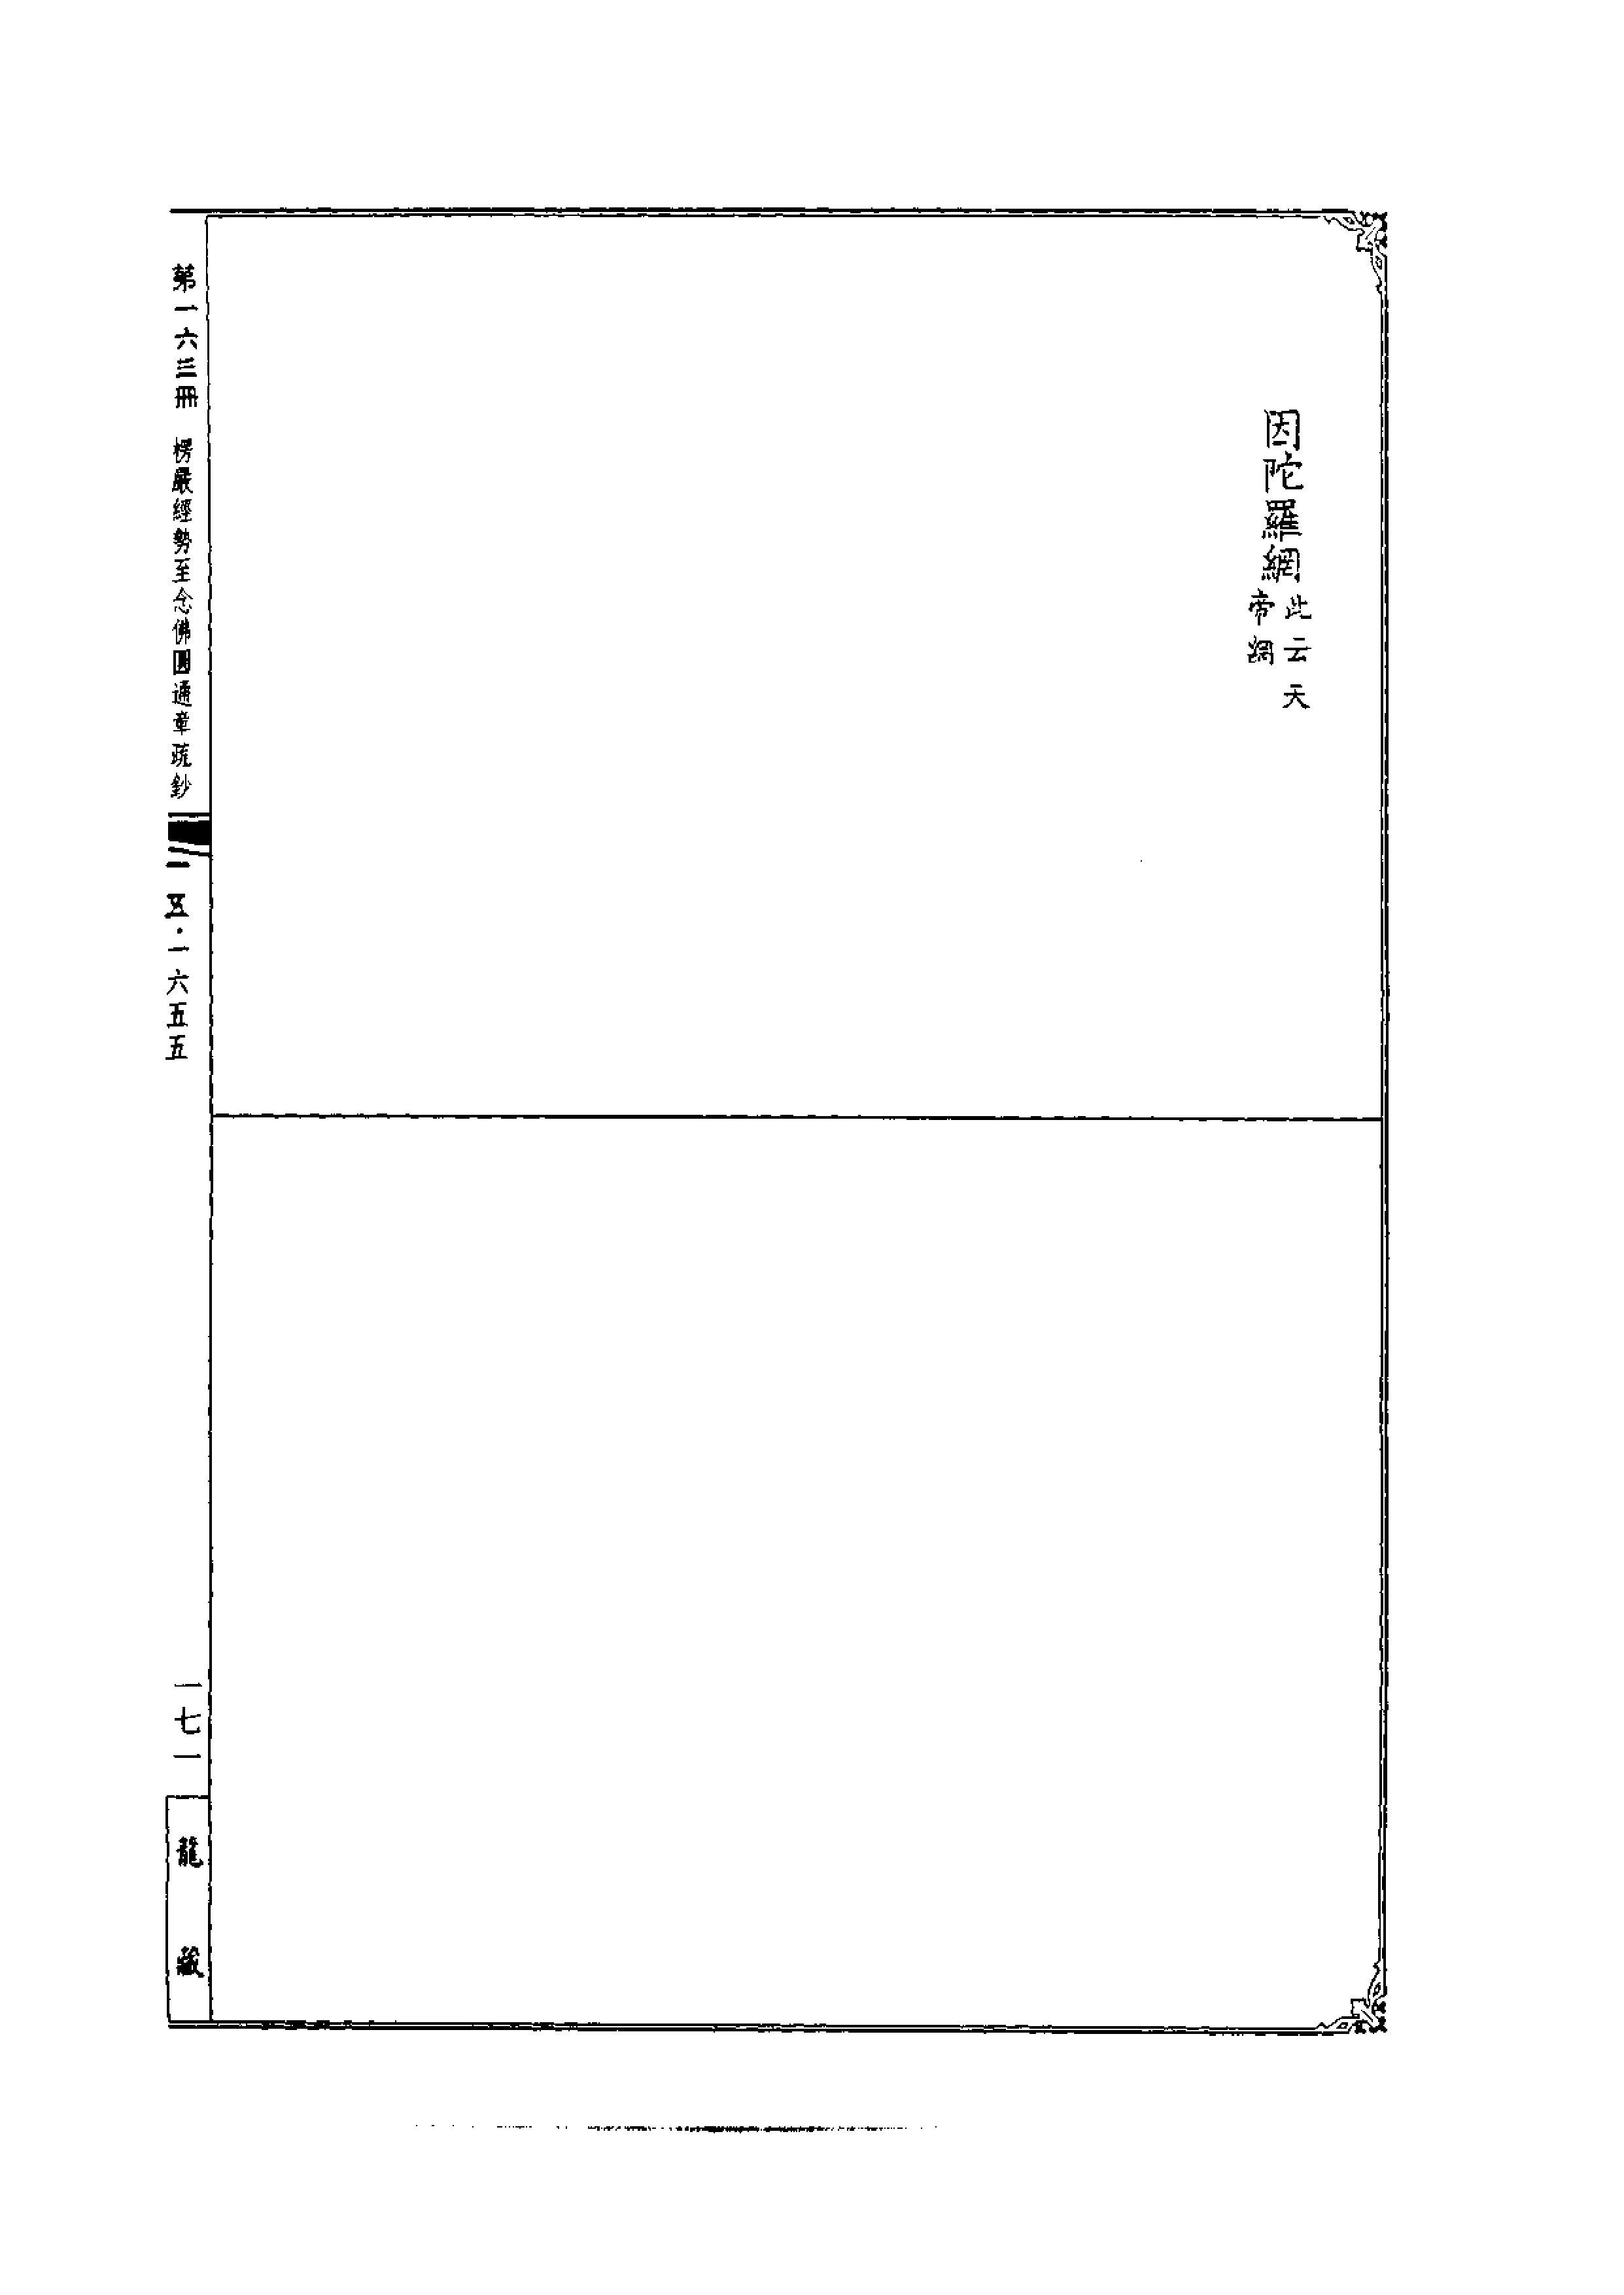 因陀羅網此云天
帝網
第一六三冊 楞嚴經勢至念佛圓通章疏鈔
一五·一六五五
一七一
龍藏